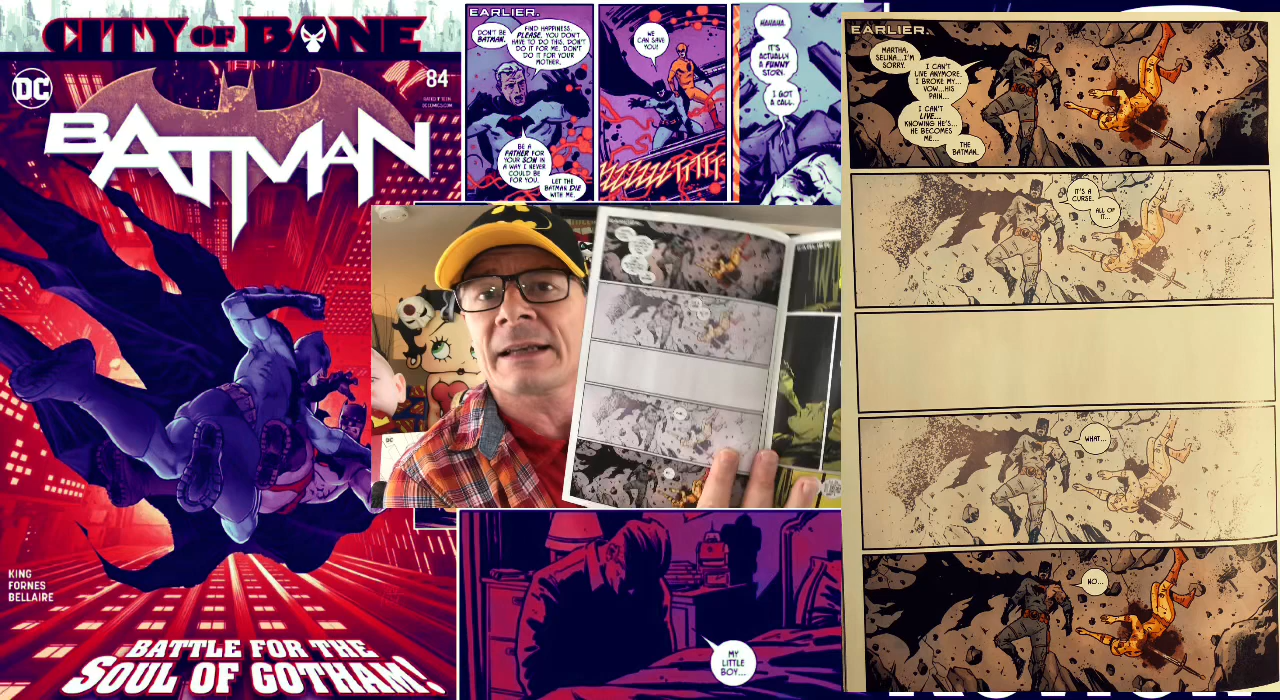 CITY OF BANE
DC
84
BATMAN
KING
FORNES
BELLAIRE
BATTLE FOR THE
SOUL OF GOTHAM!
EARLIER.
DON'T BE
BATMAN.
FIND HAPPINESS.
PLEASE. YOU DON'T
HAVE TO DO THIS. DON'T
DO IT FOR ME. DON'T
DO IT FOR YOUR
MOTHER.
BE A
FATHER FOR
YOUR SON IN
A WAY I NEVER
COULD BE
FOR YOU.
LET THE
BATMAN DIE
WITH ME.
WE
CAN SAVE
YOU!
ZZZZZZTTTT
HAHAHA.
IT'S
ACTUALLY
A FUNNY
STORY.
I GOT
A CALL.
MY
LITTLE
BOY...
EARLIER.
MARTHA,
SELINA...I'M
SORRY.
I CAN'T
LIVE ANYMORE.
I BROKE MY...
VOW...HIS
PAIN...
I CAN'T
LIVE...
KNOWING HE'S...
HE BECOMES
ME...
THE
BATMAN.
IT'S A
CURSE.
ALL OF
IT...
WHAT...
NO...